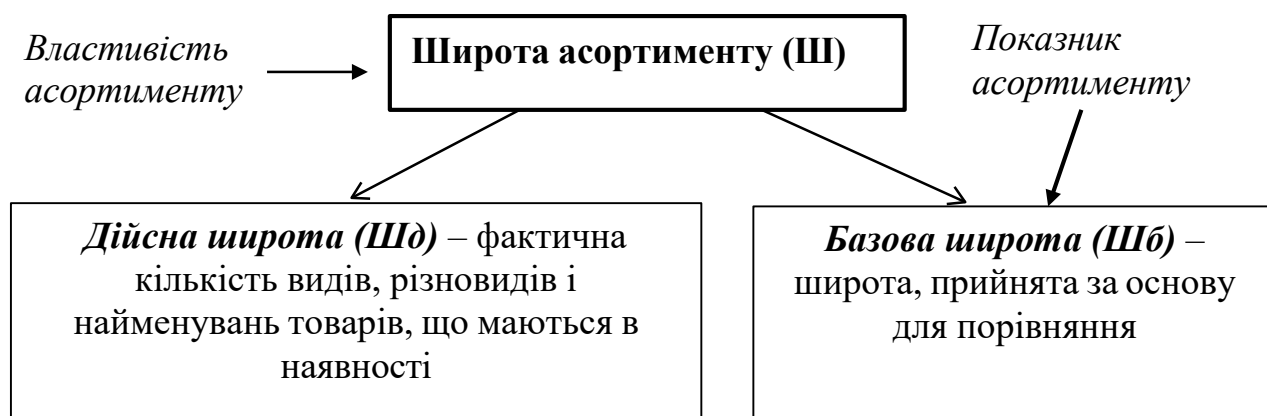 Властивість
асортименту
Широта асортименту (Ш)
Показник
асортименту
Дійсна широта (Шд) – фактична
кількість видів, різновидів і
найменувань товарів, що маються в
наявності
Базова широта (Шб) –
широта, прийнята за основу
для порівняння